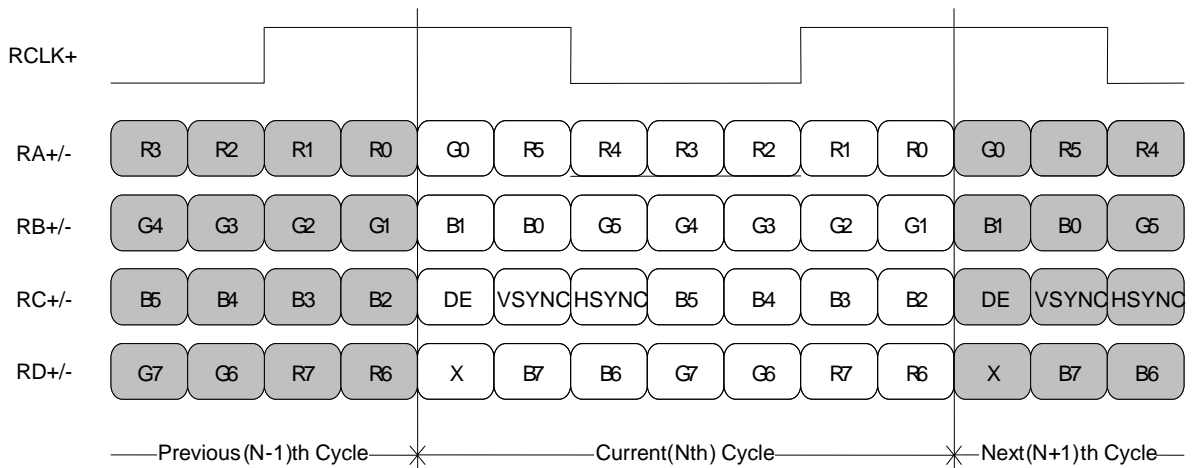 RCLK+
RA+/- R3 R2 R1 R0 G0 R5 R4 R3 R2 R1 R0 G0 R5 R4
RB+/- G4 G3 G2 G1 B1 B0 G5 G4 G3 G2 G1 B1 B0 G5
RC+/- B5 B4 B3 B2 DE VSYNC HSYNC B5 B4 B3 B2 DE VSYNC HSYNC
RD+/- G7 G6 R7 R6 X B7 B6 G7 G6 R7 R6 X B7 B6
Previous(N-1)th Cycle Current(Nth) Cycle Next(N+1)th Cycle